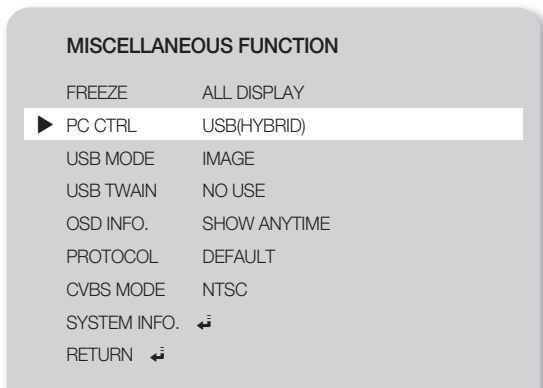 MISCELLANEOUS FUNCTION
FREEZE ALL DISPLAY
PC CTRL USB(HYBRID)
USB MODE IMAGE
USB TWAIN NO USE
OSD INFO. SHOW ANYTIME
PROTOCOL DEFAULT
CVBS MODE NTSC
SYSTEM INFO.
RETURN